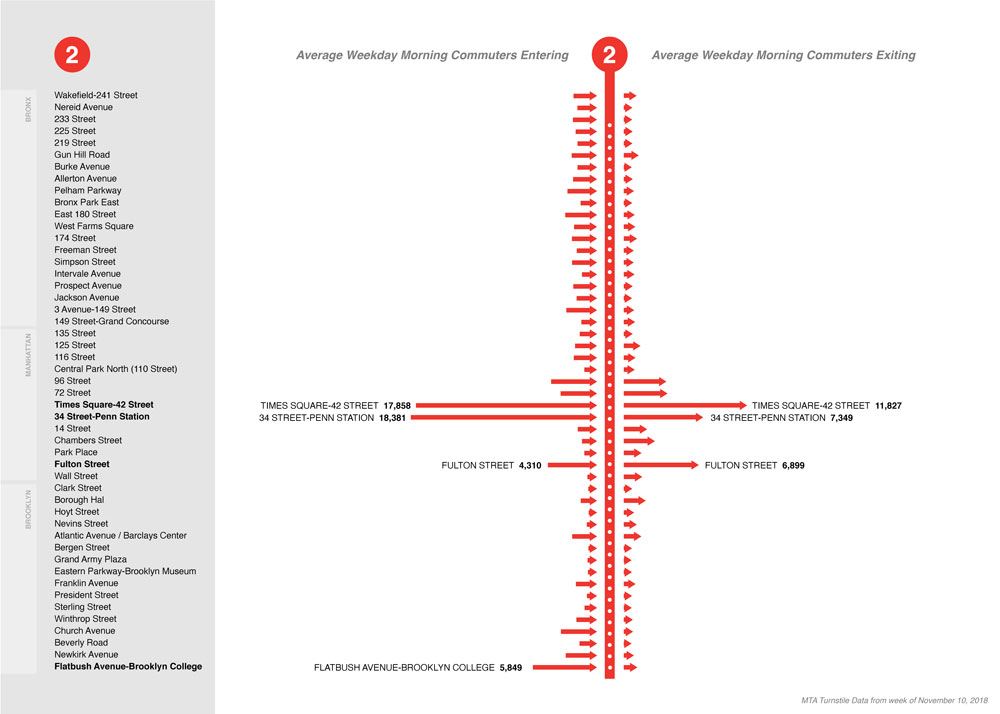 2
BRONX
Wakefield-241 Street
Nereid Avenue
233 Street
225 Street
219 Street
Gun Hill Road
Burke Avenue
Allerton Avenue
Pelham Parkway
Bronx Park East
East 180 Street
West Farms Square
174 Street
Freeman Street
Simpson Street
Intervale Avenue
Prospect Avenue
Jackson Avenue
3 Avenue-149 Street
149 Street-Grand Concourse
MANHATTAN
135 Street
125 Street
116 Street
Central Park North (110 Street)
96 Street
72 Street
Times Square-42 Street
34 Street-Penn Station
14 Street
Chambers Street
Park Place
Fulton Street
Wall Street
BROOKLYN
Clark Street
Borough Hal
Hoyt Street
Nevins Street
Atlantic Avenue / Barclays Center
Bergen Street
Grand Army Plaza
Eastern Parkway-Brooklyn Museum
Franklin Avenue
President Street
Sterling Street
Winthrop Street
Church Avenue
Beverly Road
Newkirk Avenue
Flatbush Avenue-Brooklyn College
Average Weekday Morning Commuters Entering
2
Average Weekday Morning Commuters Exiting
TIMES SQUARE-42 STREET 17,858
TIMES SQUARE-42 STREET 11,827
34 STREET-PENN STATION 18,381
34 STREET-PENN STATION 7,349
FULTON STREET 4,310
FULTON STREET 6,899
FLATBUSH AVENUE-BROOKLYN COLLEGE 5,849
MTA Turnstile Data from week of November 10, 2018